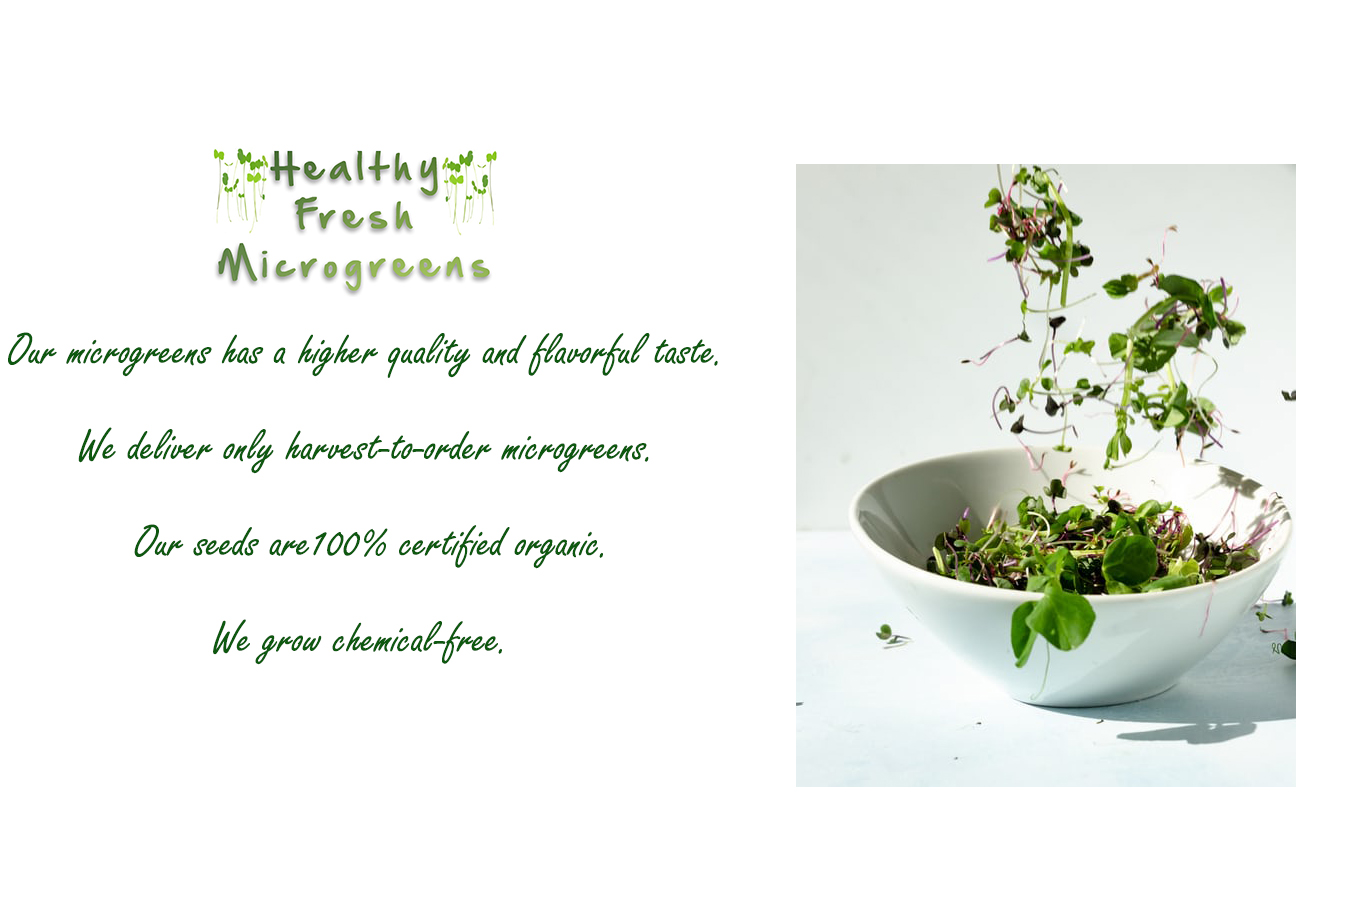 Healthy
Fresh
Microgreens
Our microgreens has a higher quality and flavorful taste.
We deliver only harvest-to-order microgreens.
Our seeds are100% certified organic.
We grow chemical-free.